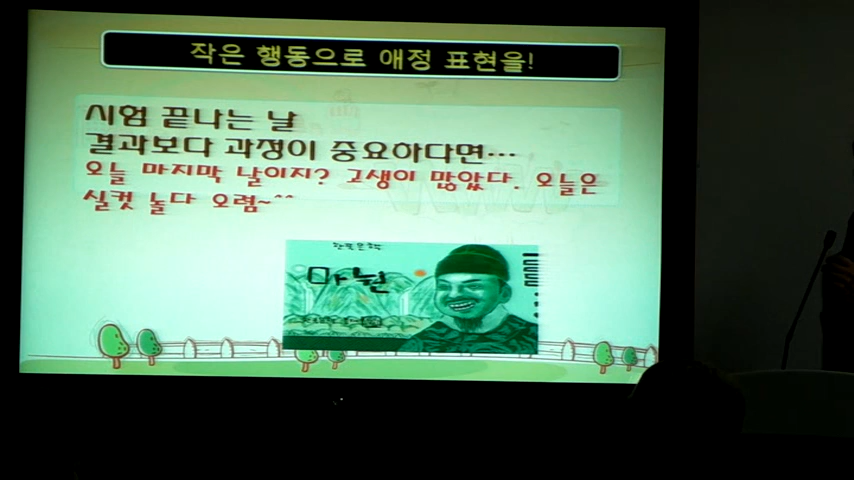 작은 행동으로 애정 표현을!
시험 끝나는 날
결과보다 과정이 중요하다면…
오늘 마지막 날이지? 고생이 많았다. 오늘은
실컷 놀다 오렴~^^